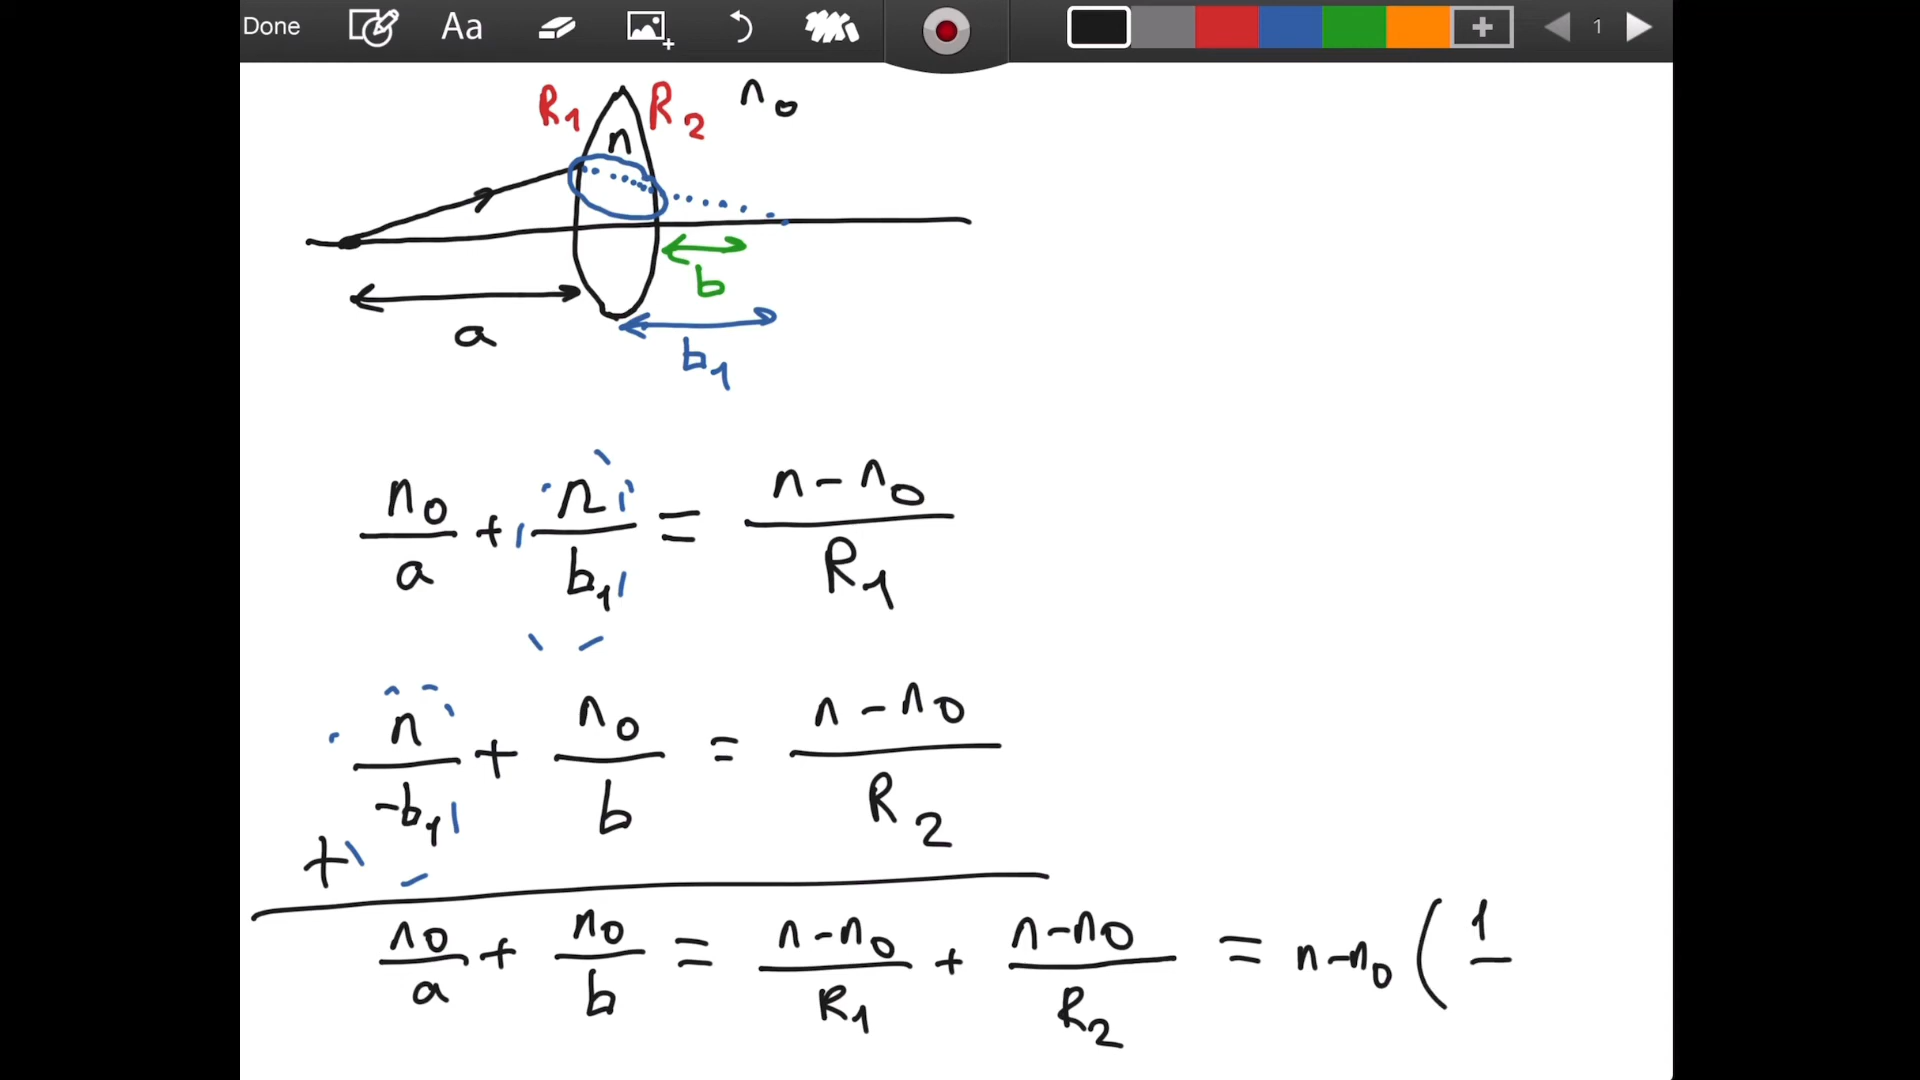 Done Aa 1
R1 R2 n0
n
b
a
b1
n0/a + n/b1 = (n-n0)/R1
n/-b1 + n0/b = (n-n0)/R2
+
n0/a + n0/b = (n-n0)/R1 + (n-n0)/R2 = n-n0 ( 1/